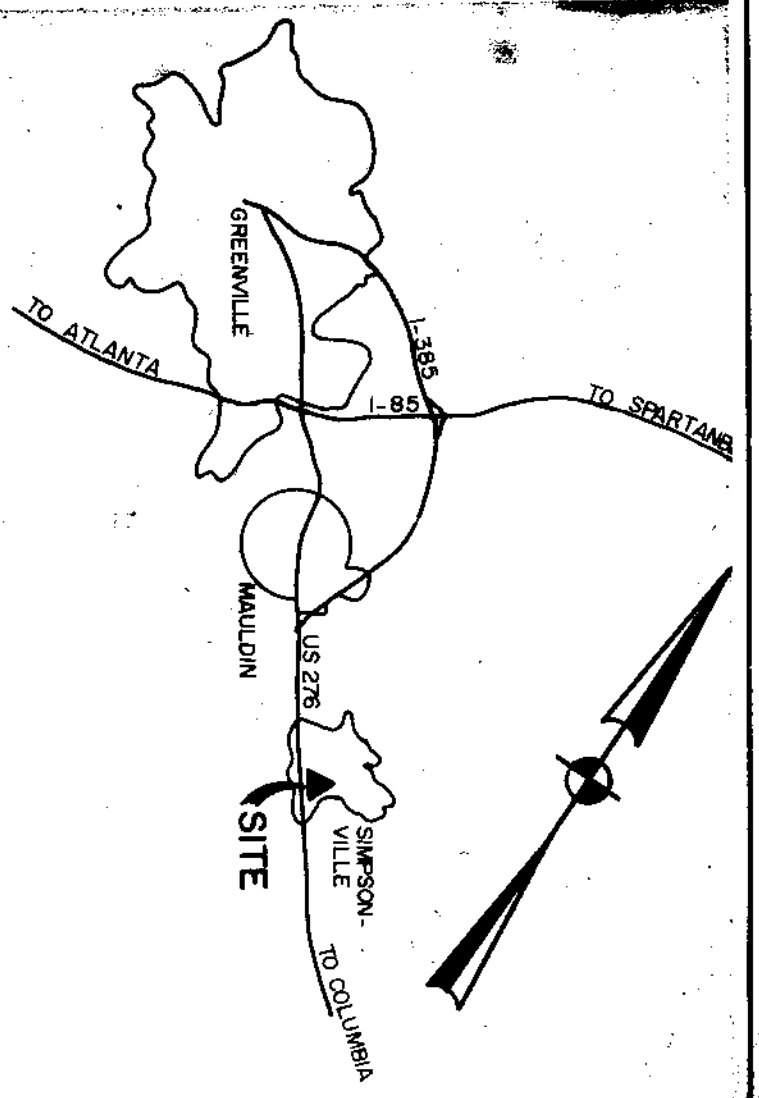 GREENVILLE
TO ATLANTA
I-385
I-85
TO SPARTANB
MAULDIN
US 276
SIMPSON-
VILLE
SITE
TO COLUMBIA